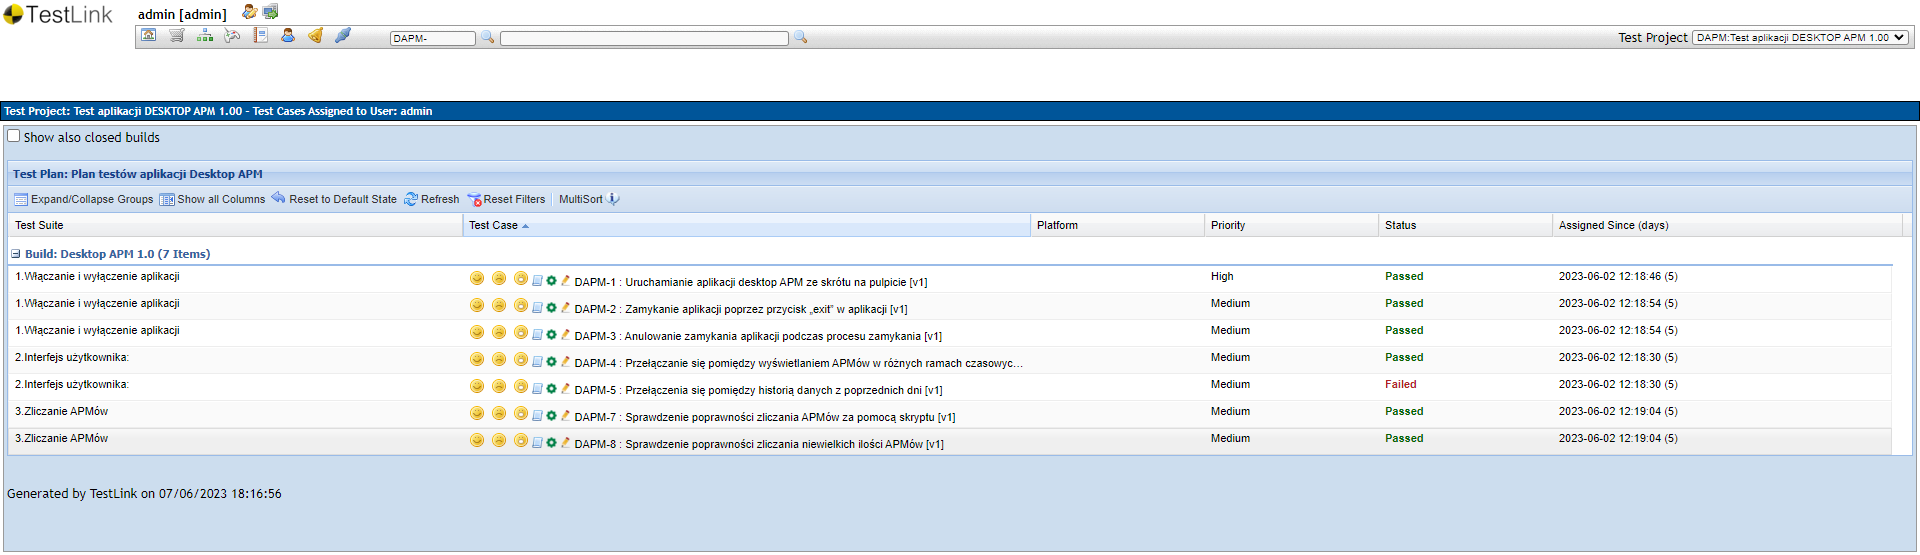 TestLink
admin [admin]
DAPM-
Test Project DAPM:Test aplikacji DESKTOP APM 1.00
Test Project: Test aplikacji DESKTOP APM 1.00 - Test Cases Assigned to User: admin
Show also closed builds
Test Plan: Plan testów aplikacji Desktop APM
Expand/Collapse Groups Show all Columns Reset to Default State Refresh Reset Filters MultiSort
Test Suite Test Case Platform Priority Status Assigned Since (days)
Build: Desktop APM 1.0 (7 Items)
1.Włączanie i wyłączenie aplikacji DAPM-1 : Uruchamianie aplikacji desktop APM ze skrótu na pulpicie [v1] High Passed 2023-06-02 12:18:46 (5)
1.Włączanie i wyłączenie aplikacji DAPM-2 : Zamykanie aplikacji poprzez przycisk „exit” w aplikacji [v1] Medium Passed 2023-06-02 12:18:54 (5)
1.Włączanie i wyłączenie aplikacji DAPM-3 : Anulowanie zamykania aplikacji podczas procesu zamykania [v1] Medium Passed 2023-06-02 12:18:54 (5)
2.Interfejs użytkownika: DAPM-4 : Przełączanie się pomiędzy wyświetlaniem APMów w różnych ramach czasowyc... Medium Passed 2023-06-02 12:18:30 (5)
2.Interfejs użytkownika: DAPM-5 : Przełączenia się pomiędzy historią danych z poprzednich dni [v1] Medium Failed 2023-06-02 12:18:30 (5)
3.Zliczanie APMów DAPM-7 : Sprawdzenie poprawności zliczania APMów za pomocą skryptu [v1] Medium Passed 2023-06-02 12:19:04 (5)
3.Zliczanie APMów DAPM-8 : Sprawdzenie poprawności zliczania niewielkich ilości APMów [v1] Medium Passed 2023-06-02 12:19:04 (5)
Generated by TestLink on 07/06/2023 18:16:56